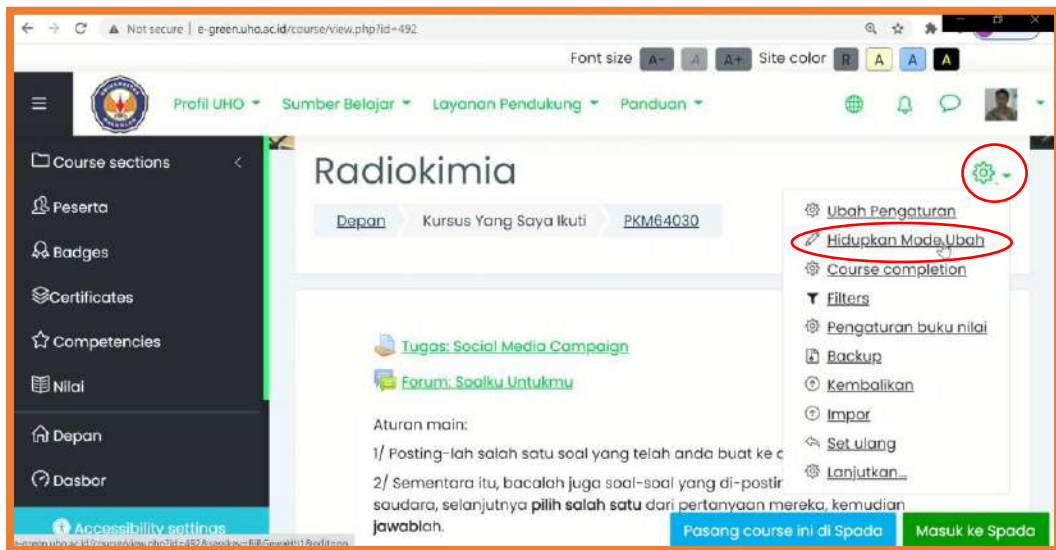 Not secure | e-green.uho.ac.id/course/view.php?id=492
Font size A- A A+ Site color R A A A
Profil UHO Sumber Belajar Layanan Pendukung Panduan
Course sections
Peserta
Badges
Certificates
Competencies
Nilai
Depan
Dasbor
Accessibility settings
Radiokimia
Depan Kursus Yang Saya Ikuti PKM64030
Ubah Pengaturan
Hidupkan Mode Ubah
Course completion
Filters
Pengaturan buku nilai
Backup
Kembalikan
Impor
Set ulang
Lanjutkan...
Tugas: Social Media Campaign
Forum: Soalku Untukmu
Aturan main:
1/ Posting-lah salah satu soal yang telah anda buat ke
2/ Sementara itu, bacalah juga soal-soal yang di-postir
saudara, selanjutnya pilih salah satu dari pertanyaan mereka, kemudian
jawablah.
Pasang course ini di Spada
Masuk ke Spada